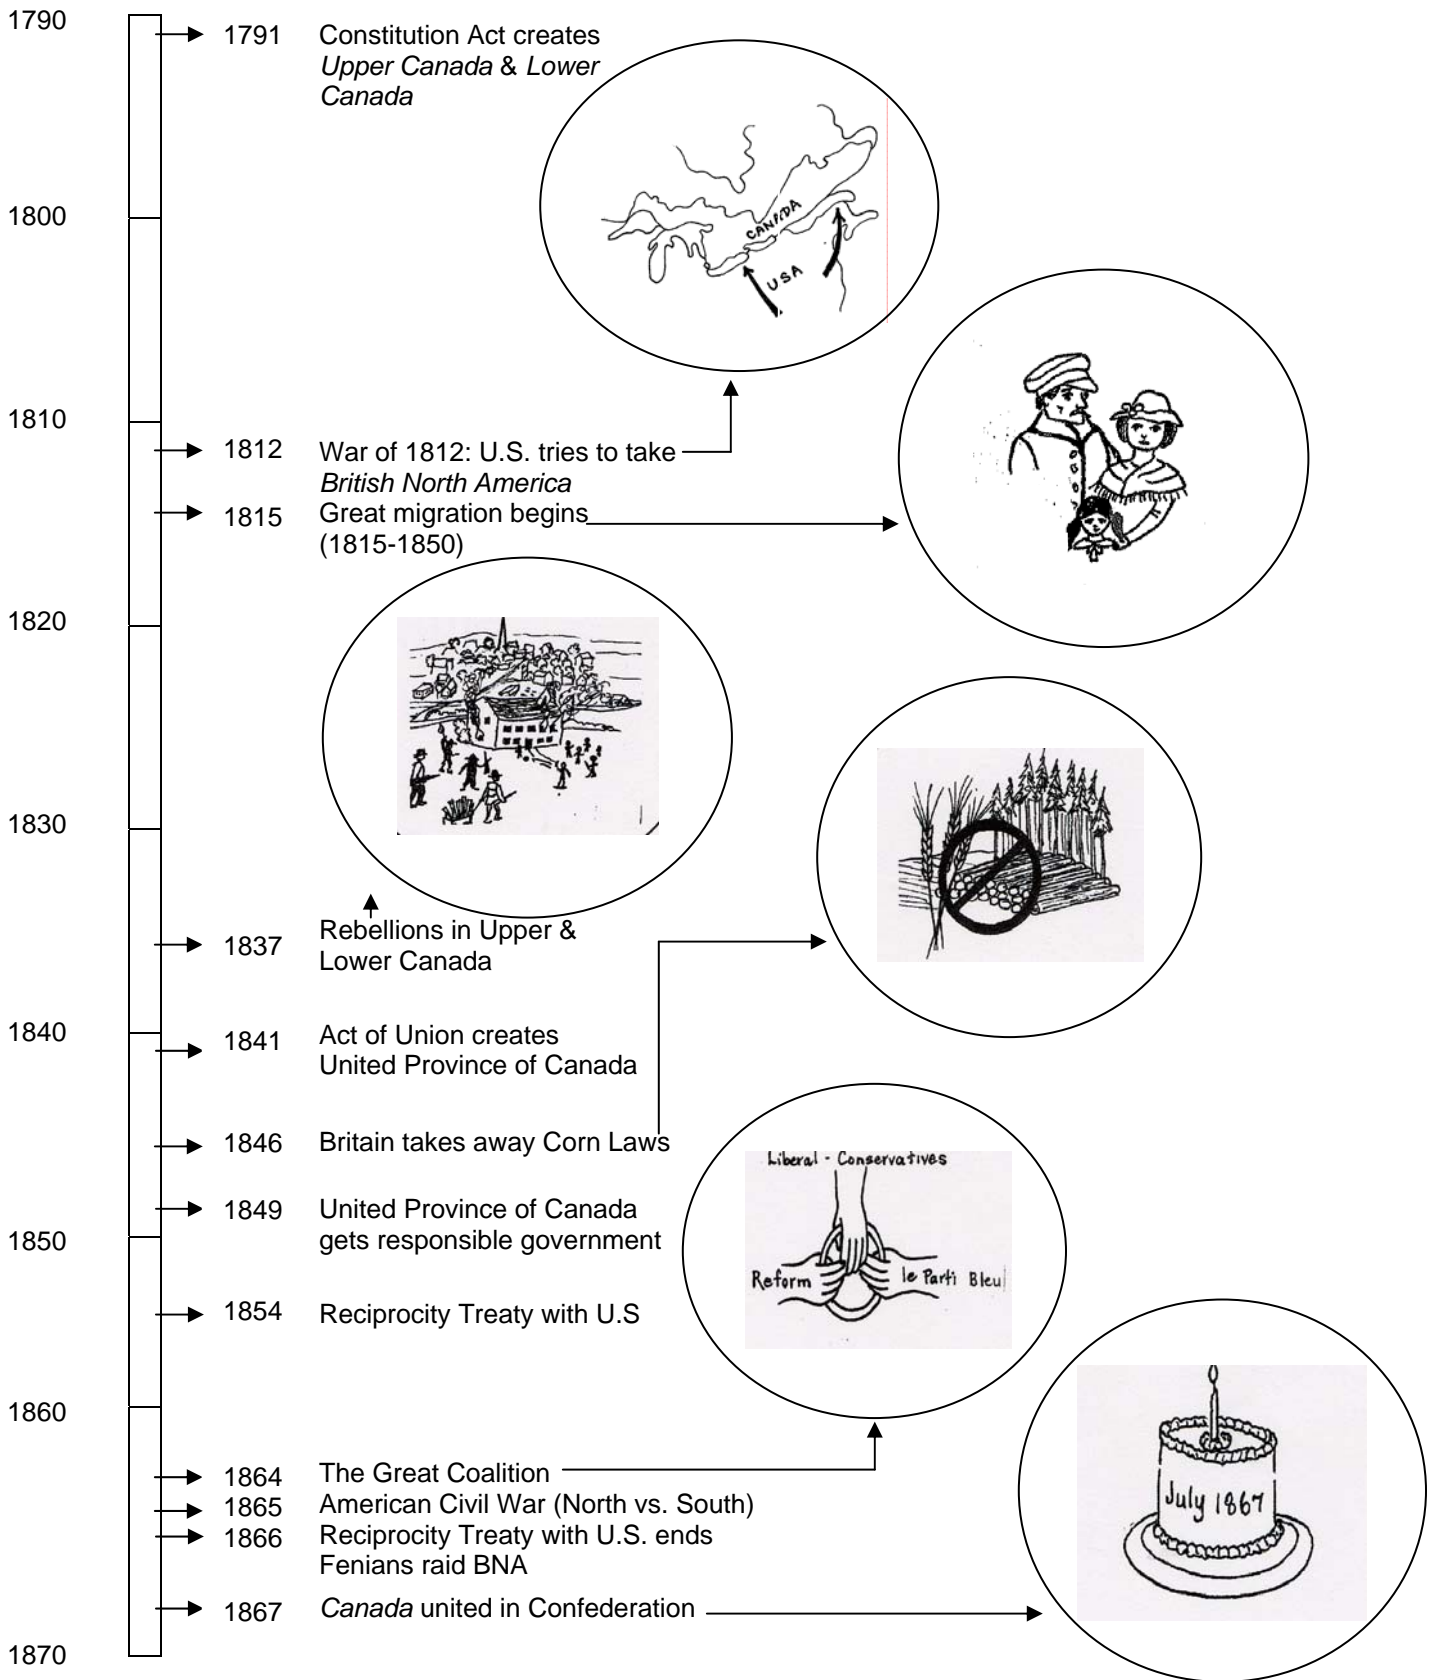 1790
1791 Constitution Act creates
Upper Canada & Lower
Canada
CANADA
USA
1800
1810
1812 War of 1812: U.S. tries to take
British North America
1815 Great migration begins
(1815-1850)
1820
1830
1837 Rebellions in Upper &
Lower Canada
1840
1841 Act of Union creates
United Province of Canada
1846 Britain takes away Corn Laws
Liberal - Conservatives
Reform le Parti Bleu
1849 United Province of Canada
gets responsible government
1850
1854 Reciprocity Treaty with U.S
1860
1864 The Great Coalition
1865 American Civil War (North vs. South)
1866 Reciprocity Treaty with U.S. ends
Fenians raid BNA
July 1867
1867 Canada united in Confederation
1870